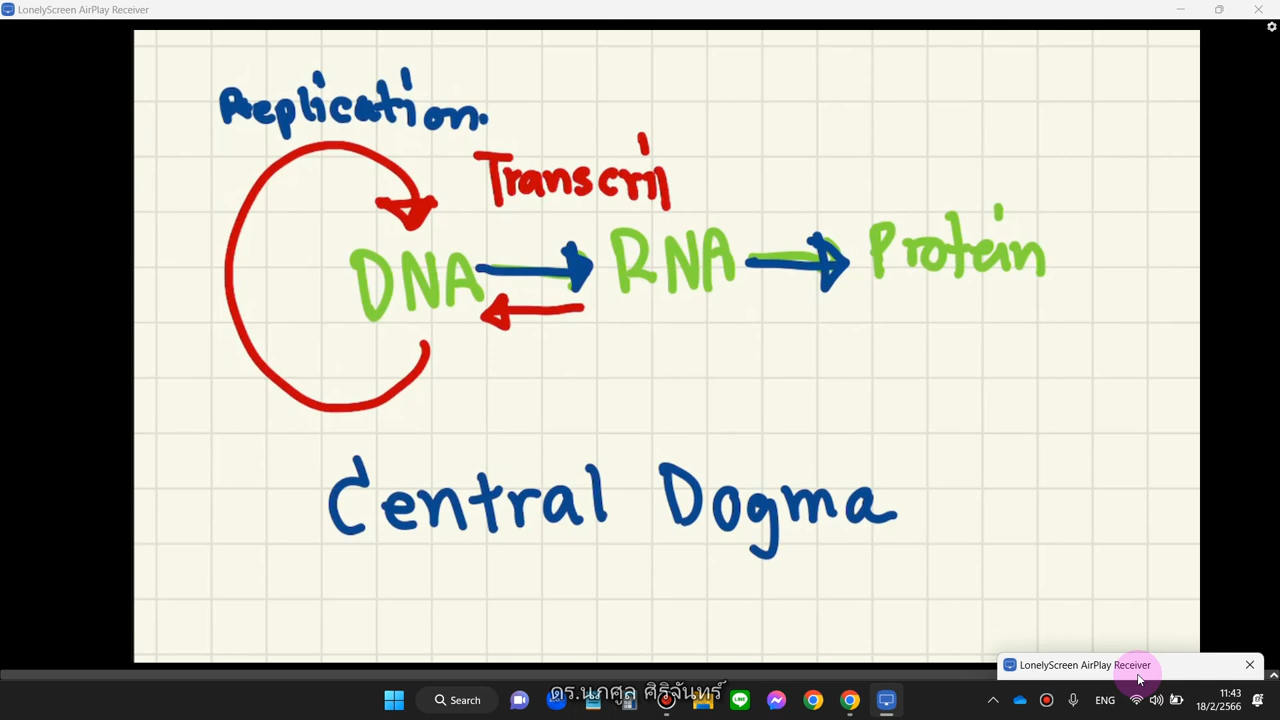 LonelyScreen AirPlay Receiver
Replication.
Transcri
DNA RNA Protein
Central Dogma
LonelyScreen AirPlay Receiver
Search
ดร.นภศล ศิริจันทร์
ENG
11:43
18/2/2566